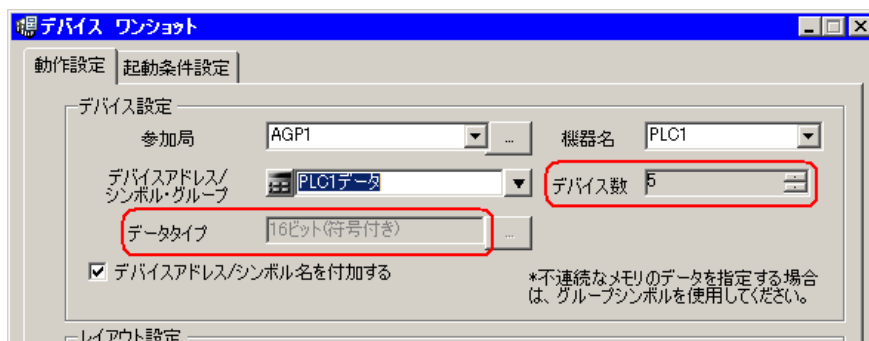 デバイス ワンショット
動作設定 起動条件設定
デバイス設定
参加局 AGP1 ... 機器名 PLC1
デバイスアドレス/
シンボル・グループ PLC1データ デバイス数 5
データタイプ 16ビット(符号付き) ...
デバイスアドレス/シンボル名を付加する
*不連続なメモリのデータを指定する場合
は、グループシンボルを使用してください。
レイアウト設定